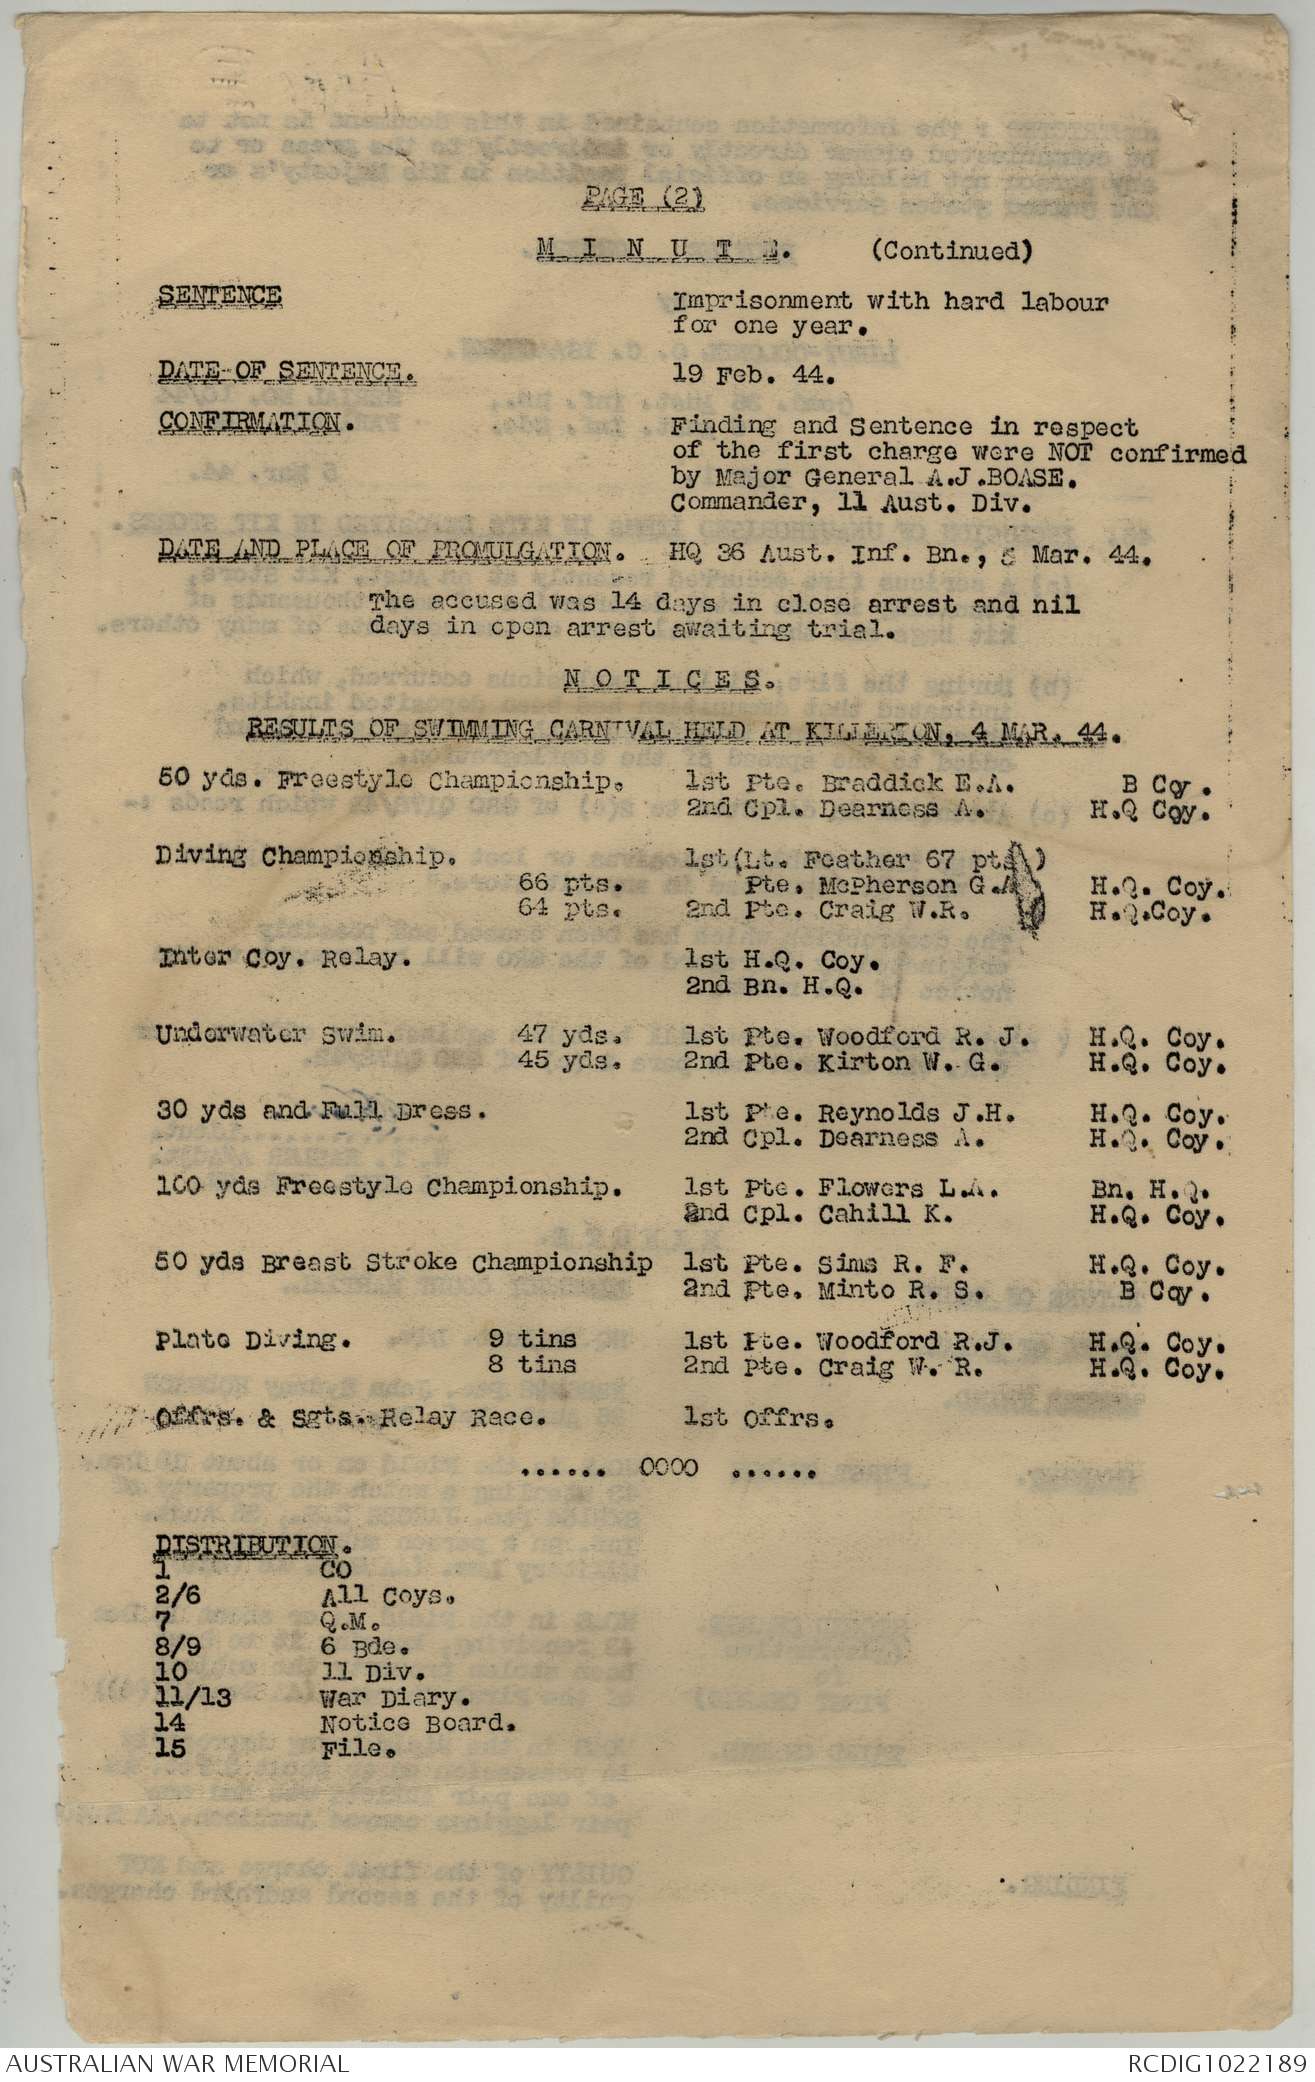 PAGE (2)
M I N U T E. (Continued)
SENTENCE Imprisonment with hard labour
for one year.
DATE OF SENTENCE. 19 Feb. 44.
CONFIRMATION. Finding and Sentence in respect
of the first charge were NOT confirmed
by Major General A.J.BOASE.
Commander, 11 Aust. Div.
DATE AND PLACE OF PROMULGATION. HQ 36 Aust. Inf. Bn., 5 Mar. 44.
The accused was 14 days in close arrest and nil
days in open arrest awaiting trial.
N O T I C E S.
RESULTS OF SWIMMING CARNIVAL HELD AT KILLERTON, 4 MAR. 44.
50 yds. Freestyle Championship. 1st Pte. Braddick E.A. B Coy.
2nd Cpl. Dearness A. H.Q Coy.
Diving Championship. 1st(Lt. Feather 67 pts)
66 pts. Pte. McPherson G.A H.Q. Coy.
64 pts. 2nd Pte. Craig W.R. H.Q.Coy.
Inter Coy. Relay. 1st H.Q. Coy.
2nd Bn. H.Q.
Underwater Swim. 47 yds. 1st Pte. Woodford R. J. H.Q. Coy.
45 yds. 2nd Pte. Kirton W. G. H.Q. Coy.
30 yds and Full Dress. 1st Pte. Reynolds J.H. H.Q. Coy.
2nd Cpl. Dearness A. H.Q. Coy.
100 yds Freestyle Championship. 1st Pte. Flowers L.A. Bn. H.Q.
2nd Cpl. Cahill K. H.Q. Coy.
50 yds Breast Stroke Championship 1st Pte. Sims R. F. H.Q. Coy.
2nd Pte. Minto R. S. B Coy.
Plate Diving. 9 tins 1st Pte. Woodford R.J. H.Q. Coy.
8 tins 2nd Pte. Craig W. R. H.Q. Coy.
Offrs. & Sgts. Relay Race. 1st Offrs.
...... 0000 ......
DISTRIBUTION.
1 CO
2/6 All Coys.
7 Q.M.
8/9 6 Bde.
10 11 Div.
11/13 War Diary.
14 Notice Board.
15 File.
AUSTRALIAN WAR MEMORIAL RCDIG1022189